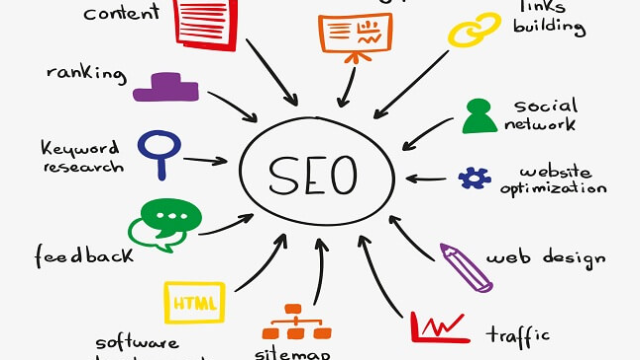 content
links
building
ranking
social
network
Keyword
research
SEO
website
optimization
feedback
web design
HTML
software
sitemap
traffic